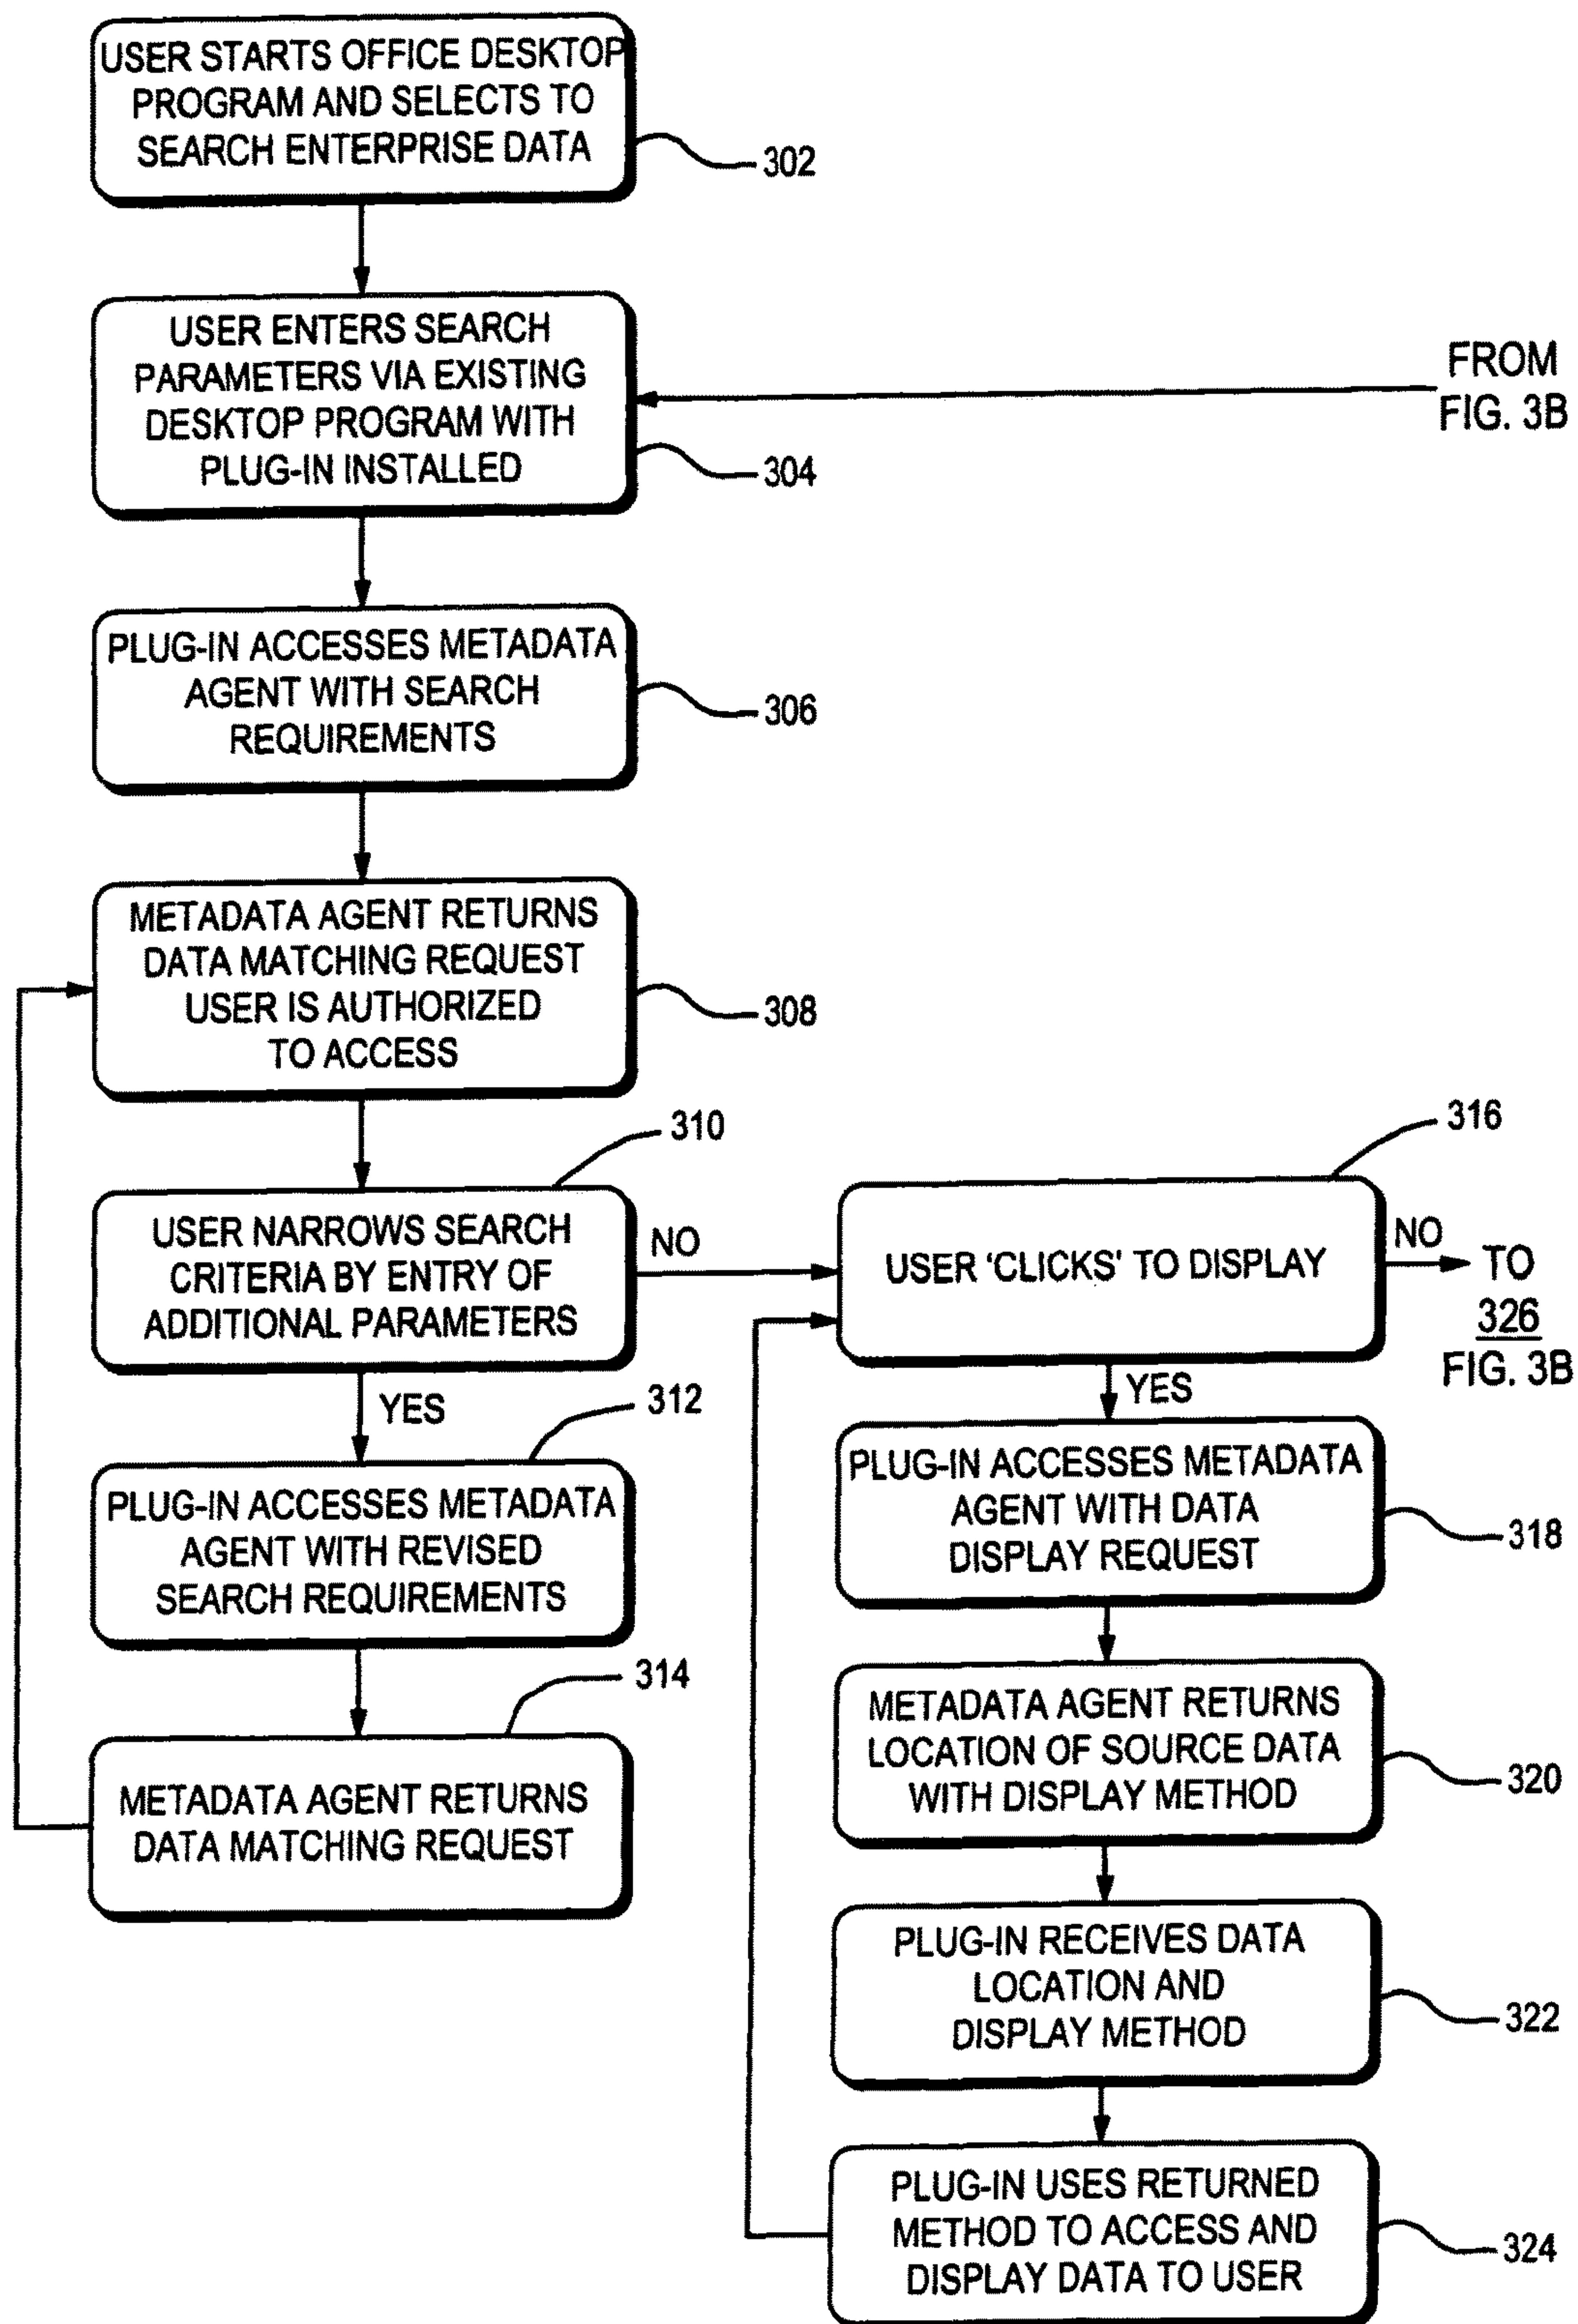 USER STARTS OFFICE DESKTOP
PROGRAM AND SELECTS TO
SEARCH ENTERPRISE DATA
302
USER ENTERS SEARCH
PARAMETERS VIA EXISTING
DESKTOP PROGRAM WITH
PLUG-IN INSTALLED
304
FROM
FIG. 3B
PLUG-IN ACCESSES METADATA
AGENT WITH SEARCH
REQUIREMENTS
306
METADATA AGENT RETURNS
DATA MATCHING REQUEST
USER IS AUTHORIZED
TO ACCESS
308
310
USER NARROWS SEARCH
CRITERIA BY ENTRY OF
ADDITIONAL PARAMETERS
NO
YES
312
PLUG-IN ACCESSES METADATA
AGENT WITH REVISED
SEARCH REQUIREMENTS
314
METADATA AGENT RETURNS
DATA MATCHING REQUEST
316
USER 'CLICKS' TO DISPLAY
NO
TO
326
FIG. 3B
YES
PLUG-IN ACCESSES METADATA
AGENT WITH DATA
DISPLAY REQUEST
318
METADATA AGENT RETURNS
LOCATION OF SOURCE DATA
WITH DISPLAY METHOD
320
PLUG-IN RECEIVES DATA
LOCATION AND
DISPLAY METHOD
322
PLUG-IN USES RETURNED
METHOD TO ACCESS AND
DISPLAY DATA TO USER
324